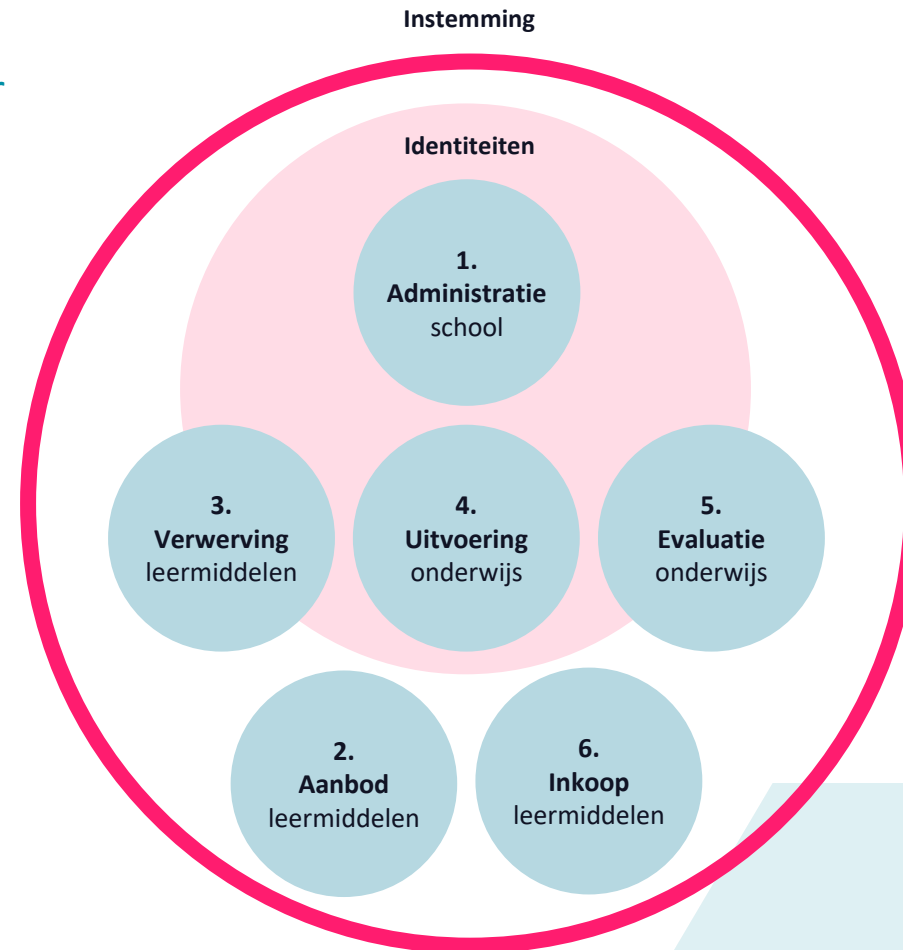 Instemming
Identiteiten
1.
Administratie
school
3.
Verwerving
leermiddelen
4.
Uitvoering
onderwijs
5.
Evaluatie
onderwijs
2.
Aanbod
leermiddelen
6.
Inkoop
leermiddelen